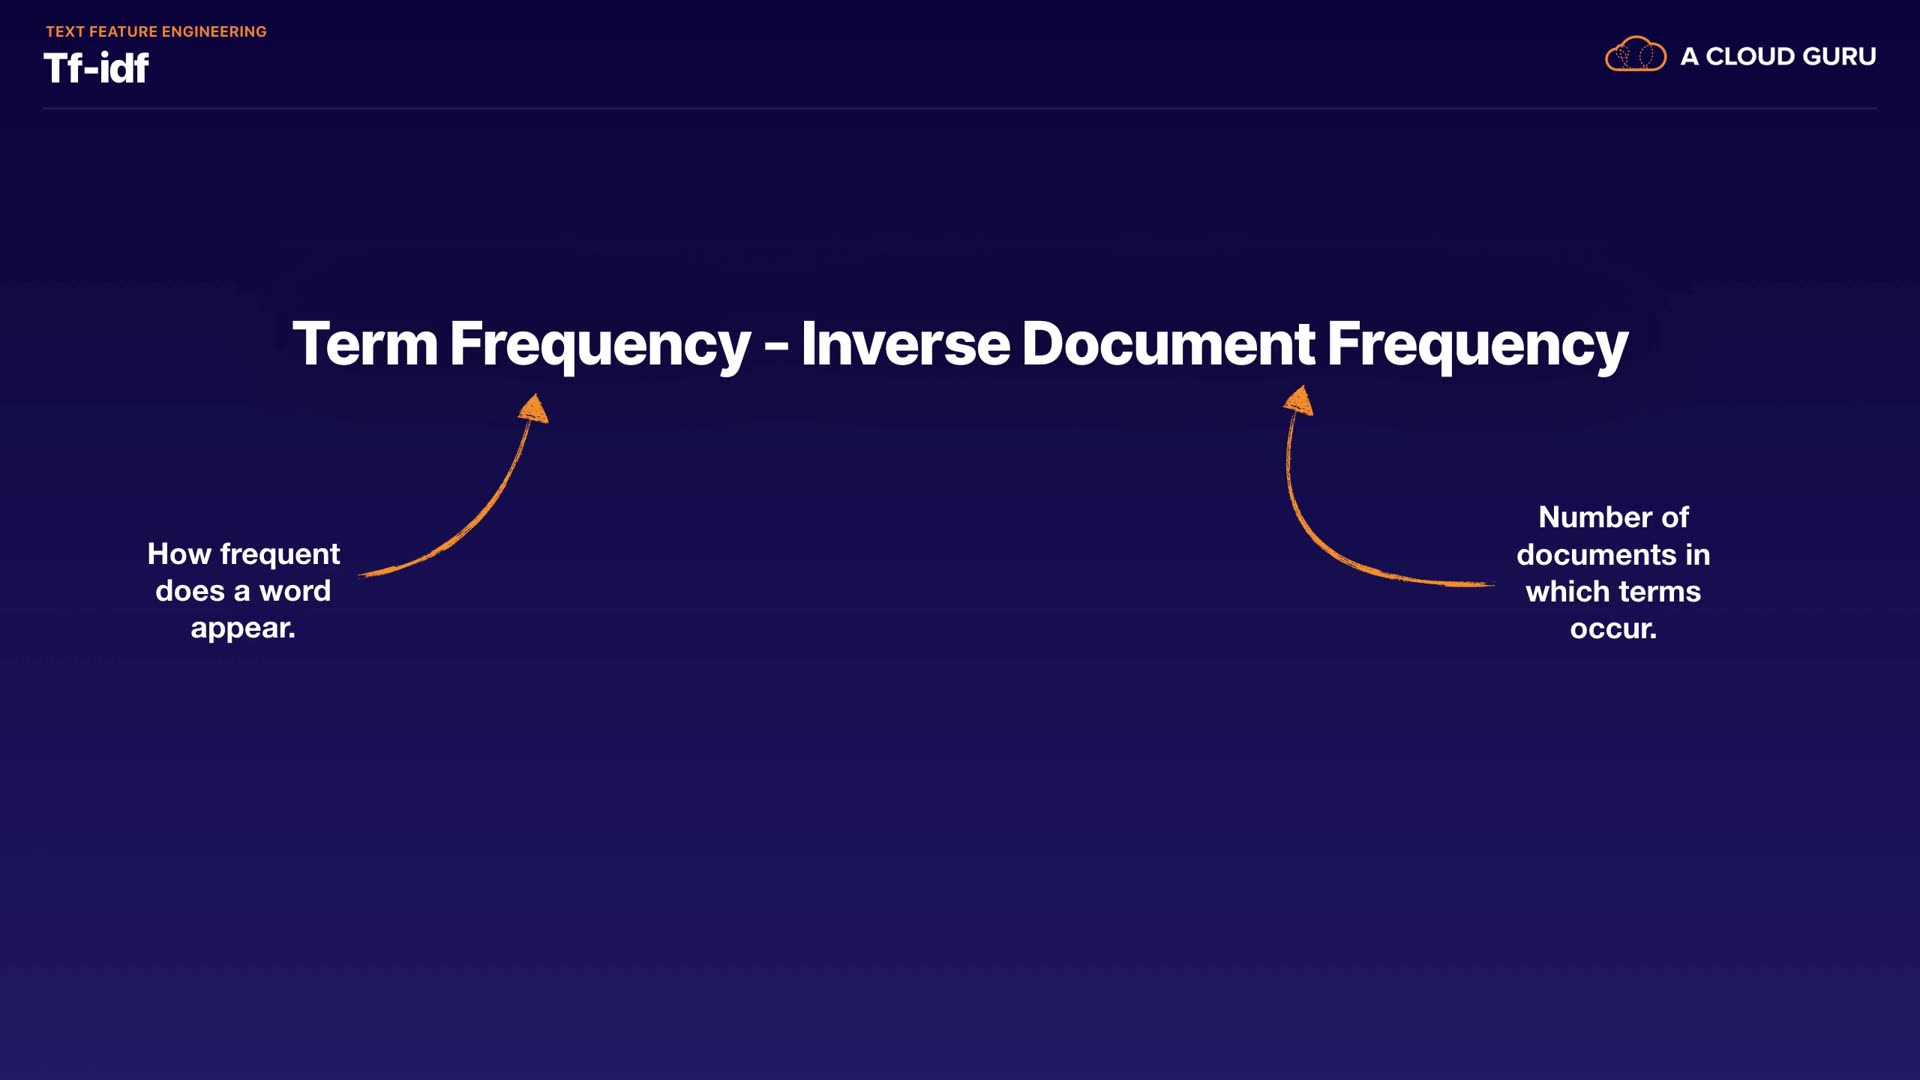 TEXT FEATURE ENGINEERING
Tf-idf
A CLOUD GURU
Term Frequency - Inverse Document Frequency
How frequent
does a word
appear.
Number of
documents in
which terms
occur.